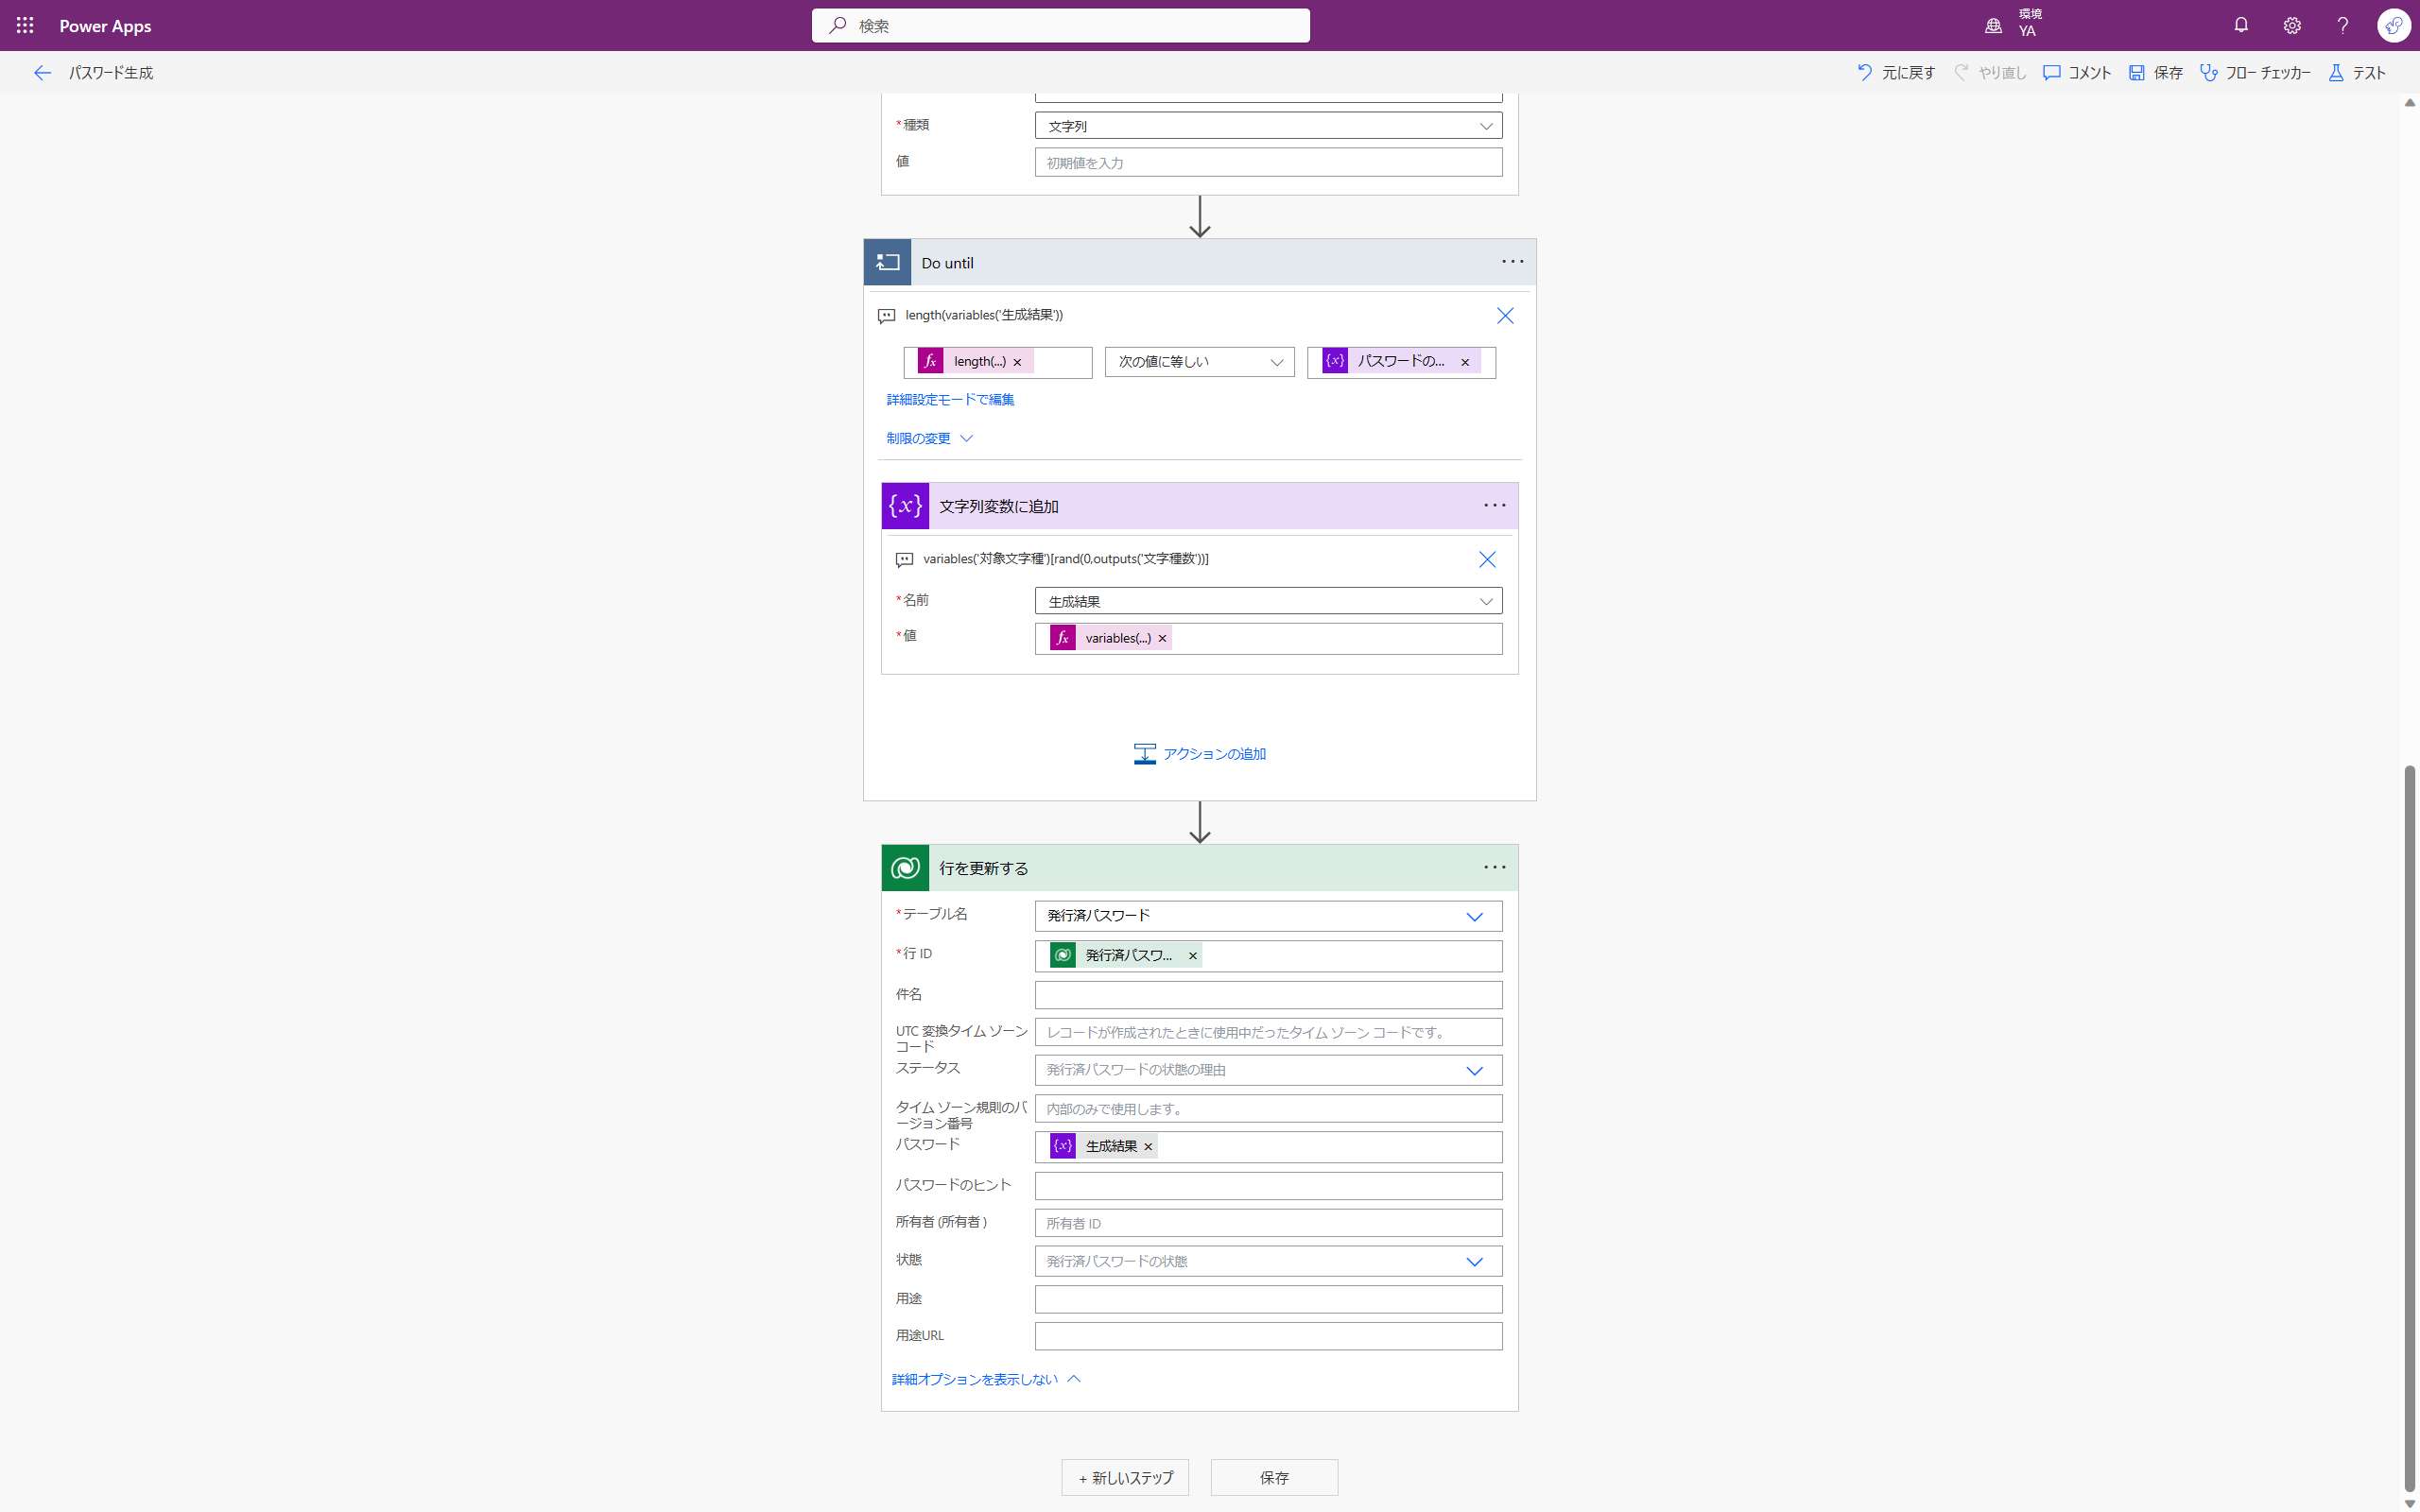 Power Apps
検索
環境
YA
パスワード生成
元に戻す
やり直し
コメント
保存
フロー チェッカー
テスト
*種類
文字列
値
初期値を入力
Do until
length(variables('生成結果'))
fx length(...) ×
次の値に等しい
{x} パスワードの... ×
詳細設定モードで編集
制限の変更
{x} 文字列変数に追加
variables('対象文字種')[rand(0,outputs('文字種数'))]
*名前
生成結果
*値
fx variables(...) ×
アクションの追加
行を更新する
*テーブル名
発行済パスワード
*行 ID
発行済パスワ... ×
件名
UTC 変換タイム ゾーン
コード
レコードが作成されたときに使用中だったタイム ゾーン コードです。
ステータス
発行済パスワードの状態の理由
タイム ゾーン規則のバ
ージョン番号
内部のみで使用します。
パスワード
{x} 生成結果 ×
パスワードのヒント
所有者 (所有者 )
所有者 ID
状態
発行済パスワードの状態
用途
用途URL
詳細オプションを表示しない
+ 新しいステップ
保存